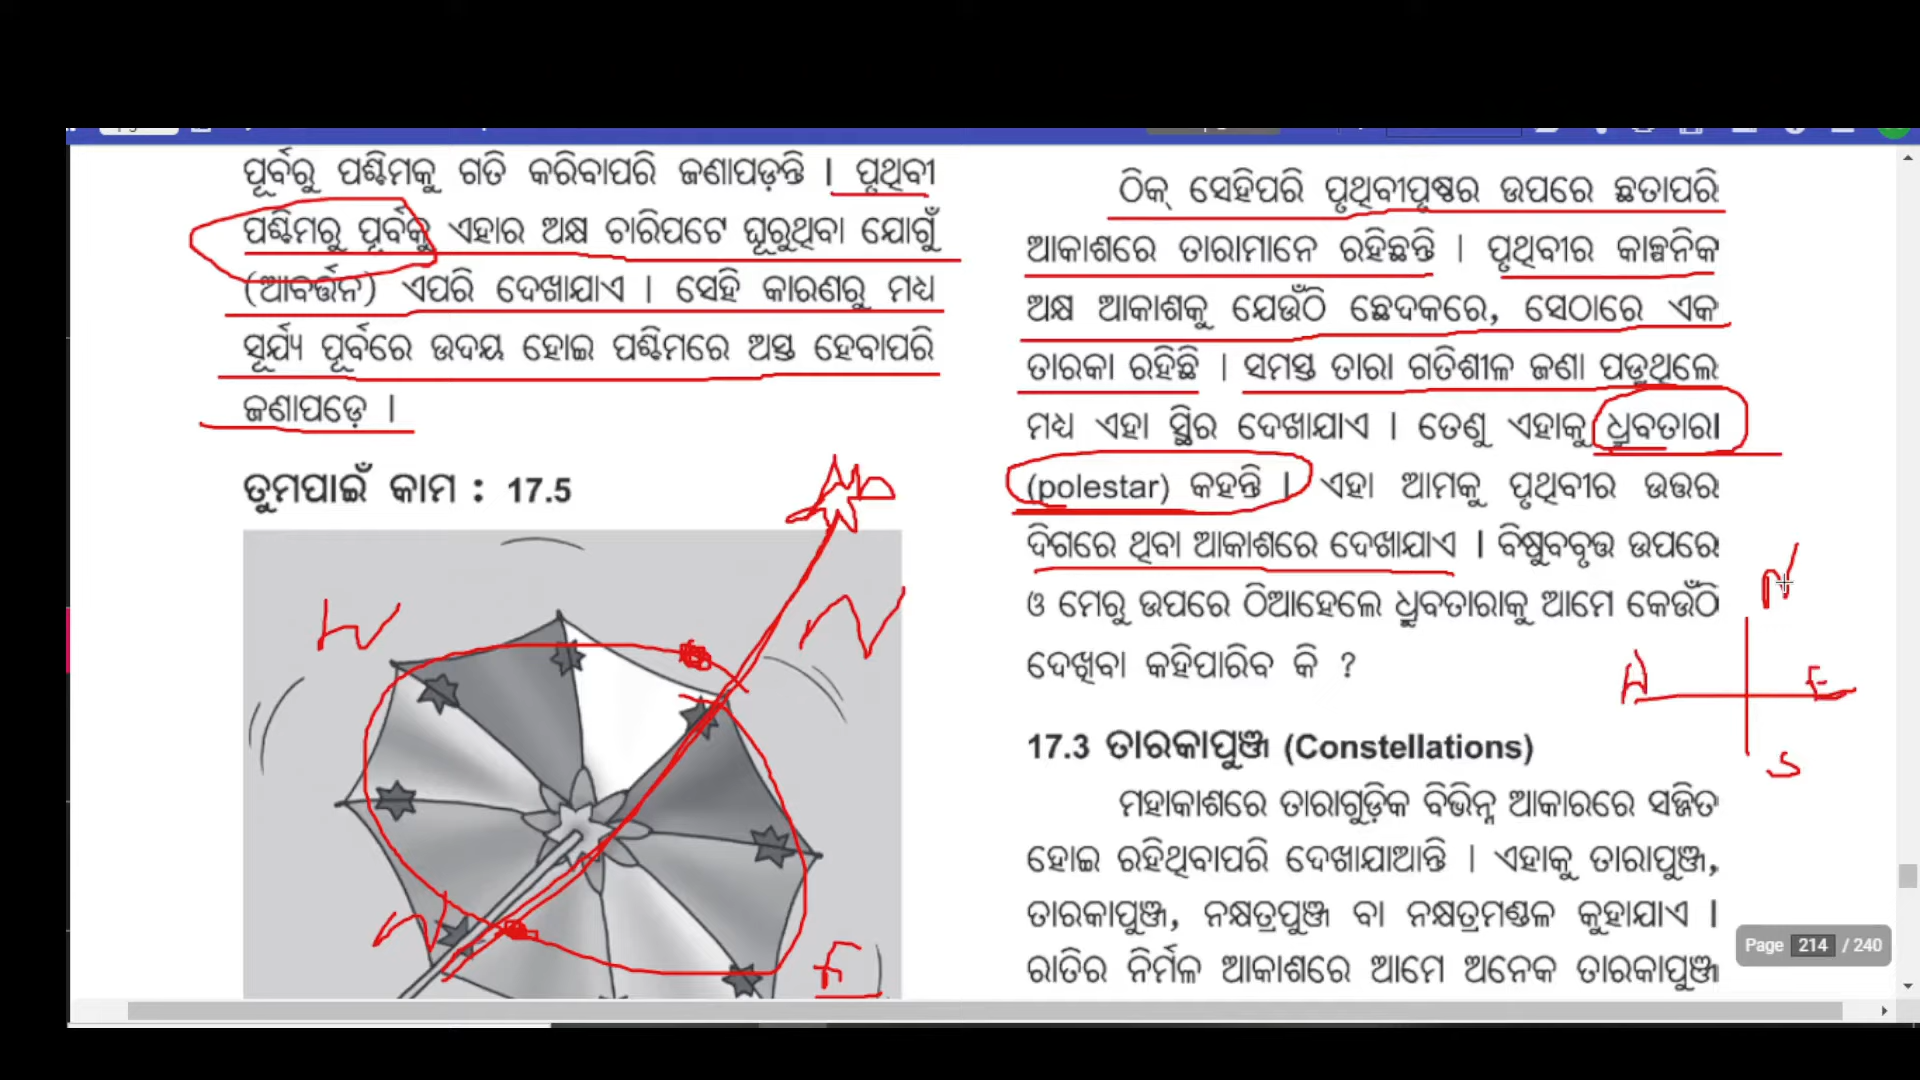 ପୂର୍ବରୁ ପଶ୍ଚିମକୁ ଗତି କରିବାପରି ଜଣାପଡ଼ନ୍ତି । ପୃଥିବୀ
ପଶ୍ଚିମରୁ ପୂର୍ବକୁ ଏହାର ଅକ୍ଷ ଚାରିପଟେ ଘୂରୁଥିବା ଯୋଗୁଁ
(ଆବର୍ତ୍ତନ) ଏପରି ଦେଖାଯାଏ । ସେହି କାରଣରୁ ମଧ୍ୟ
ସୂର୍ଯ୍ୟ ପୂର୍ବରେ ଉଦୟ ହୋଇ ପଶ୍ଚିମରେ ଅସ୍ତ ହେବାପରି
ଜଣାପଡ଼େ ।
ତୁମପାଇଁ କାମ : 17.5
W
N
N
E
ଠିକ୍ ସେହିପରି ପୃଥିବୀପୃଷ୍ଠର ଉପରେ ଛତାପରି
ଆକାଶରେ ତାରାମାନେ ରହିଛନ୍ତି । ପୃଥିବୀର କାଳ୍ପନିକ
ଅକ୍ଷ ଆକାଶକୁ ଯେଉଁଠି ଛେଦକରେ, ସେଠାରେ ଏକ
ତାରକା ରହିଛି । ସମସ୍ତ ତାରା ଗତିଶୀଳ ଜଣା ପଡୁଥିଲେ
ମଧ୍ୟ ଏହା ସ୍ଥିର ଦେଖାଯାଏ । ତେଣୁ ଏହାକୁ ଧ୍ରୁବତାରା
(polestar) କହନ୍ତି । ଏହା ଆମକୁ ପୃଥିବୀର ଉତ୍ତର
ଦିଗରେ ଥିବା ଆକାଶରେ ଦେଖାଯାଏ । ବିଷୁବବୃତ୍ତ ଉପରେ
ଓ ମେରୁ ଉପରେ ଠିଆହେଲେ ଧ୍ରୁବତାରାକୁ ଆମେ କେଉଁଠି
ଦେଖିବା କହିପାରିବ କି ?
N
A E
S
17.3 ତାରକାପୁଞ୍ଜ (Constellations)
ମହାକାଶରେ ତାରାଗୁଡ଼ିକ ବିଭିନ୍ନ ଆକାରରେ ସଜ୍ଜିତ
ହୋଇ ରହିଥିବାପରି ଦେଖାଯାଆନ୍ତି । ଏହାକୁ ତାରାପୁଞ୍ଜ,
ତାରକାପୁଞ୍ଜ, ନକ୍ଷତ୍ରପୁଞ୍ଜ ବା ନକ୍ଷତ୍ରମଣ୍ଡଳ କୁହାଯାଏ ।
ରାତିର ନିର୍ମଳ ଆକାଶରେ ଆମେ ଅନେକ ତାରକାପୁଞ୍ଜ
Page 214 / 240